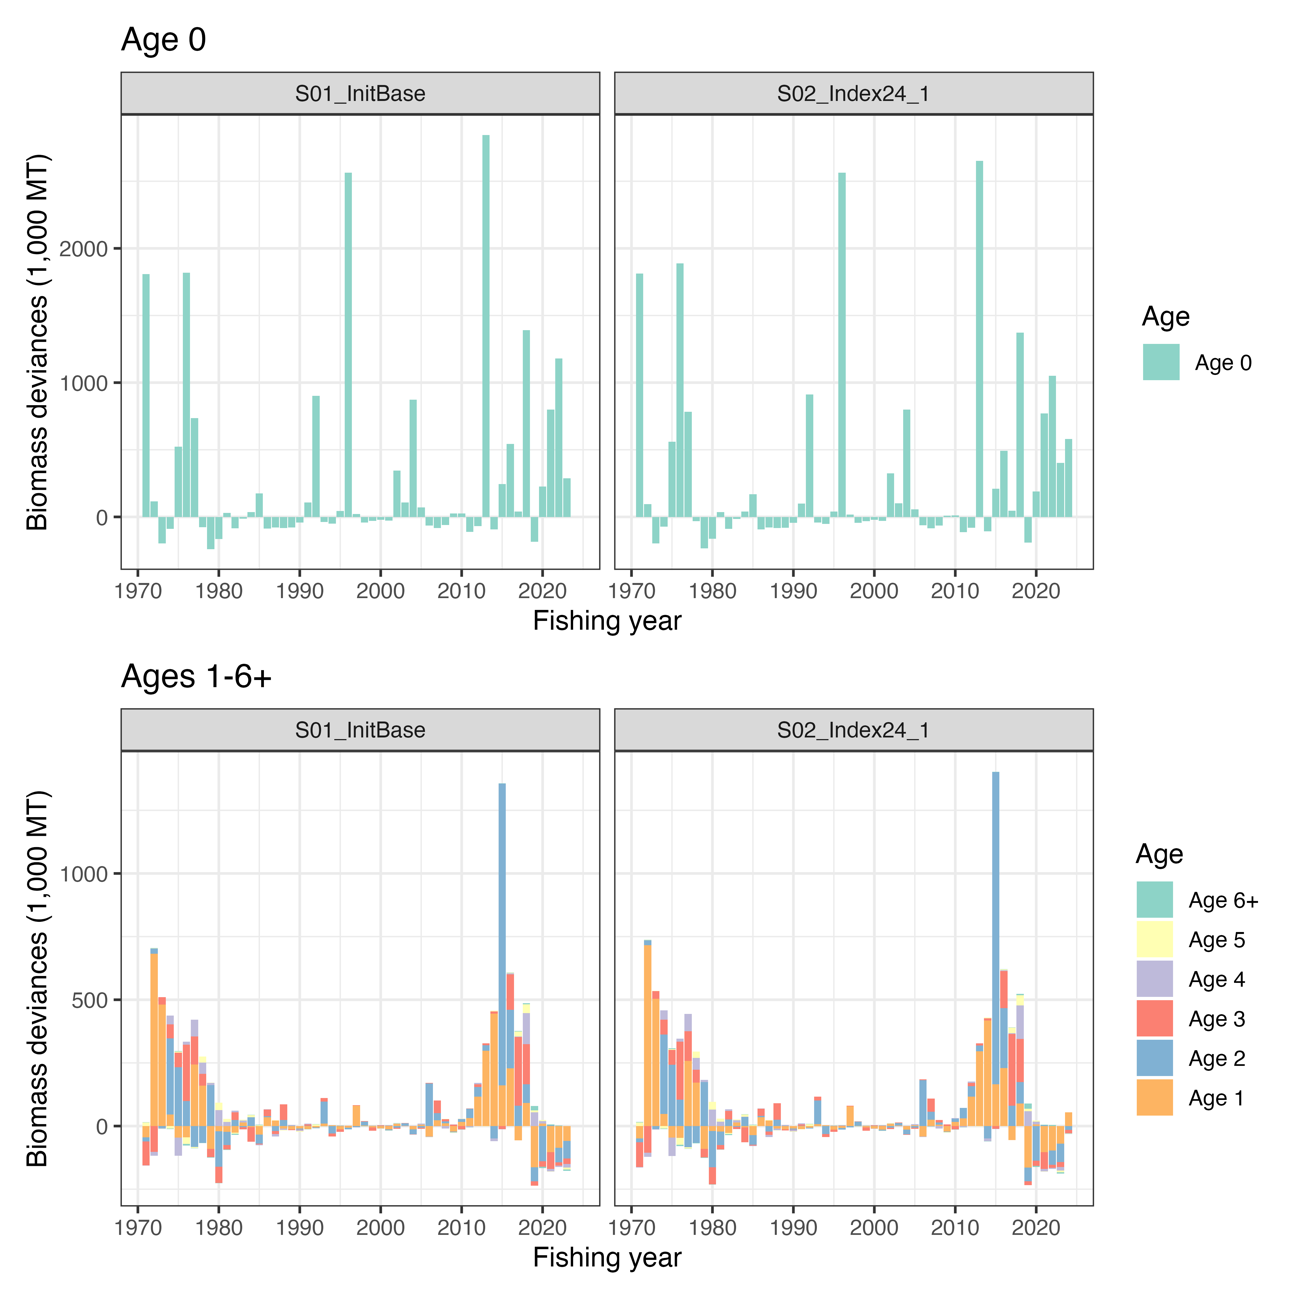 Age 0
S01_InitBase
S02_Index24_1
Biomass deviances (1,000 MT)
2000
1000
0
1970 1980 1990 2000 2010 2020
1970 1980 1990 2000 2010 2020
Fishing year
Age
Age 0
Ages 1-6+
S01_InitBase
S02_Index24_1
Biomass deviances (1,000 MT)
1000
500
0
1970 1980 1990 2000 2010 2020
1970 1980 1990 2000 2010 2020
Fishing year
Age
Age 6+
Age 5
Age 4
Age 3
Age 2
Age 1